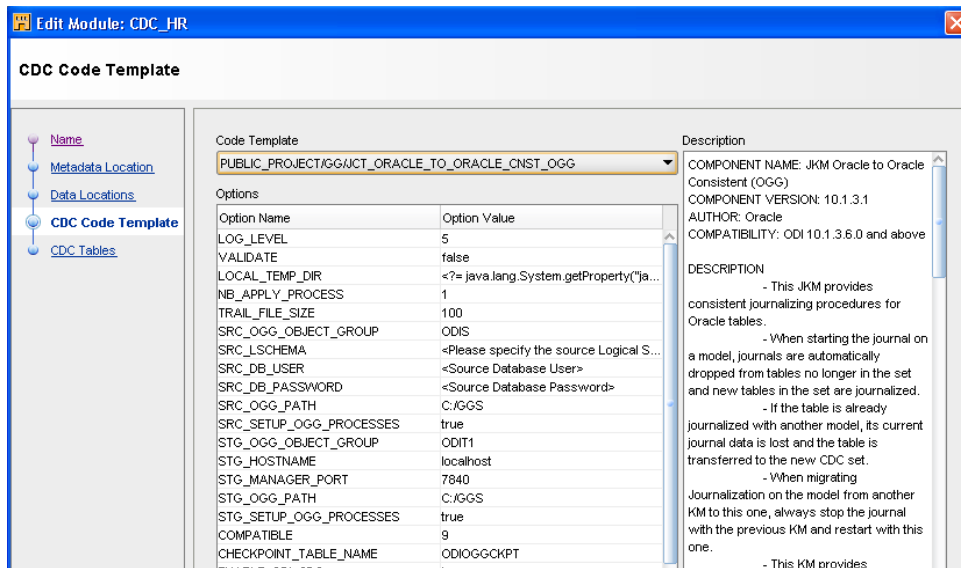 Edit Module: CDC_HR
CDC Code Template
Name
Metadata Location
Data Locations
CDC Code Template
CDC Tables
Code Template
PUBLIC_PROJECT/GG/JCT_ORACLE_TO_ORACLE_CNST_OGG
Options
Option Name Option Value
LOG_LEVEL 5
VALIDATE false
LOCAL_TEMP_DIR <?= java.lang.System.getProperty("ja...
NB_APPLY_PROCESS 1
TRAIL_FILE_SIZE 100
SRC_OGG_OBJECT_GROUP ODIS
SRC_LSCHEMA <Please specify the source Logical S...
SRC_DB_USER <Source Database User>
SRC_DB_PASSWORD <Source Database Password>
SRC_OGG_PATH C:/GGS
SRC_SETUP_OGG_PROCESSES true
STG_OGG_OBJECT_GROUP ODIT1
STG_HOSTNAME localhost
STG_MANAGER_PORT 7840
STG_OGG_PATH C:/GGS
STG_SETUP_OGG_PROCESSES true
COMPATIBLE 9
CHECKPOINT_TABLE_NAME ODIOGGCKPT
Description
COMPONENT NAME: JKM Oracle to Oracle
Consistent (OGG)
COMPONENT VERSION: 10.1.3.1
AUTHOR: Oracle
COMPATIBILITY: ODI 10.1.3.6.0 and above
DESCRIPTION
- This JKM provides
consistent journalizing procedures for
Oracle tables.
- When starting the journal on
a model, journals are automatically
dropped from tables no longer in the set
and new tables in the set are journalized.
- If the table is already
journalized with another model, its current
journal data is lost and the table is
transferred to the new CDC set.
- When migrating
Journalization on the model from another
KM to this one, always stop the journal
with the previous KM and restart with this
one.
- This KM provides